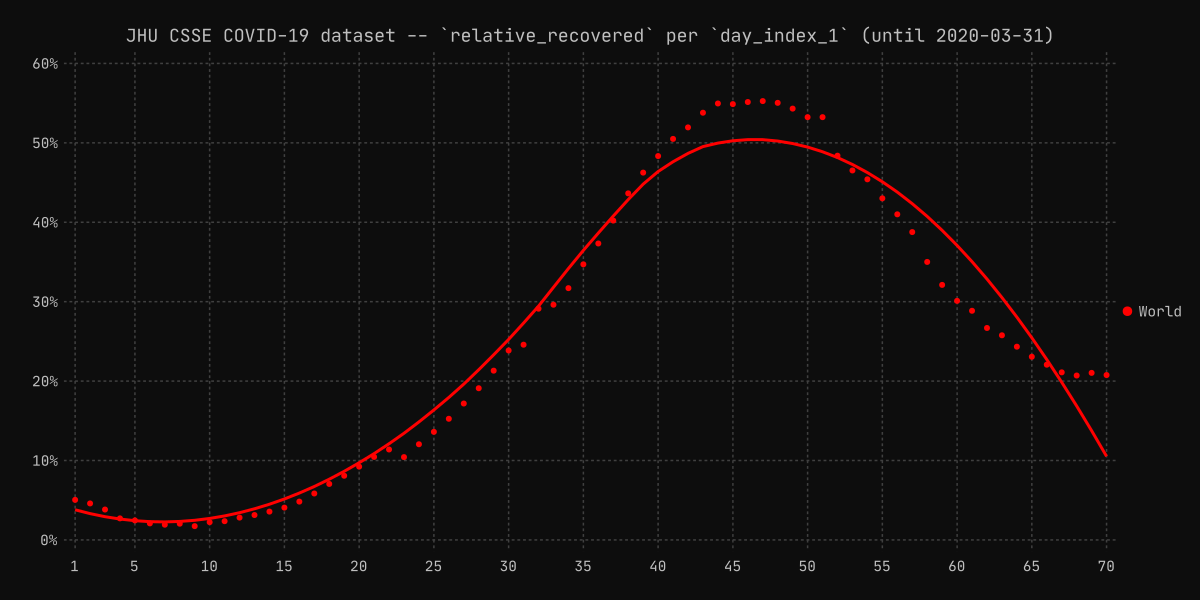 JHU CSSE COVID-19 dataset -- `relative_recovered` per `day_index_1` (until 2020-03-31)
60%
50%
40%
30%
20%
10%
0%
World
1 5 10 15 20 25 30 35 40 45 50 55 60 65 70